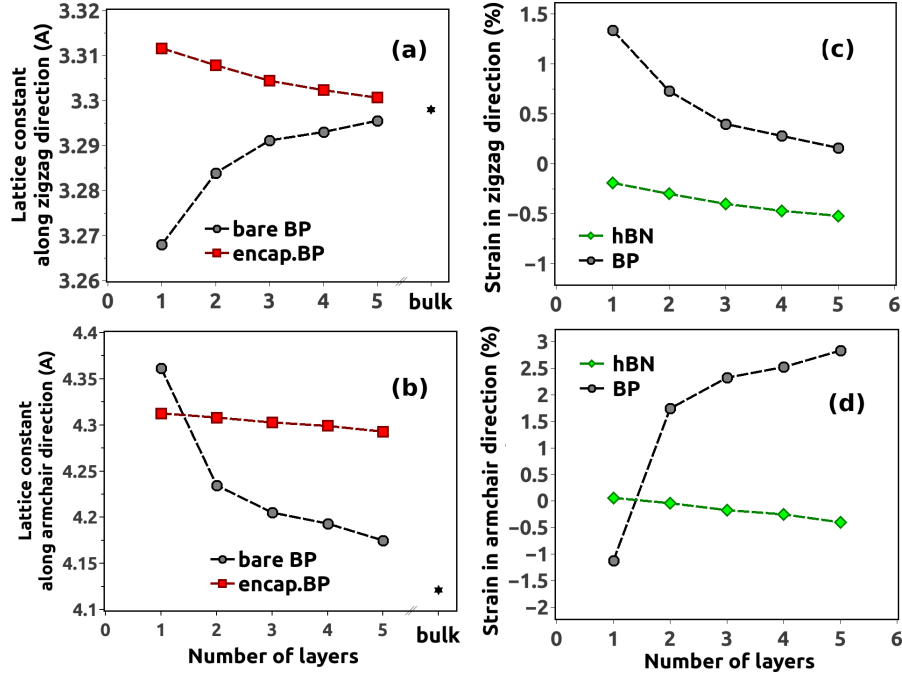 Lattice constant
along zigzag direction (A)
3.32
3.31
3.3
3.29
3.28
3.27
3.26
(a)
bare BP
encap.BP
0 1 2 3 4 5 bulk
Strain in zigzag direction (%)
1.5
1
0.5
0
−0.5
−1
(c)
hBN
BP
0 1 2 3 4 5 6
Lattice constant
along armchair direction (A)
4.4
4.35
4.3
4.25
4.2
4.15
4.1
(b)
bare BP
encap.BP
0 1 2 3 4 5 bulk
Number of layers
Strain in armchair direction (%)
3
2.5
2
1.5
1
0.5
0
−0.5
−1
−1.5
−2
hBN
BP
(d)
0 1 2 3 4 5 6
Number of layers